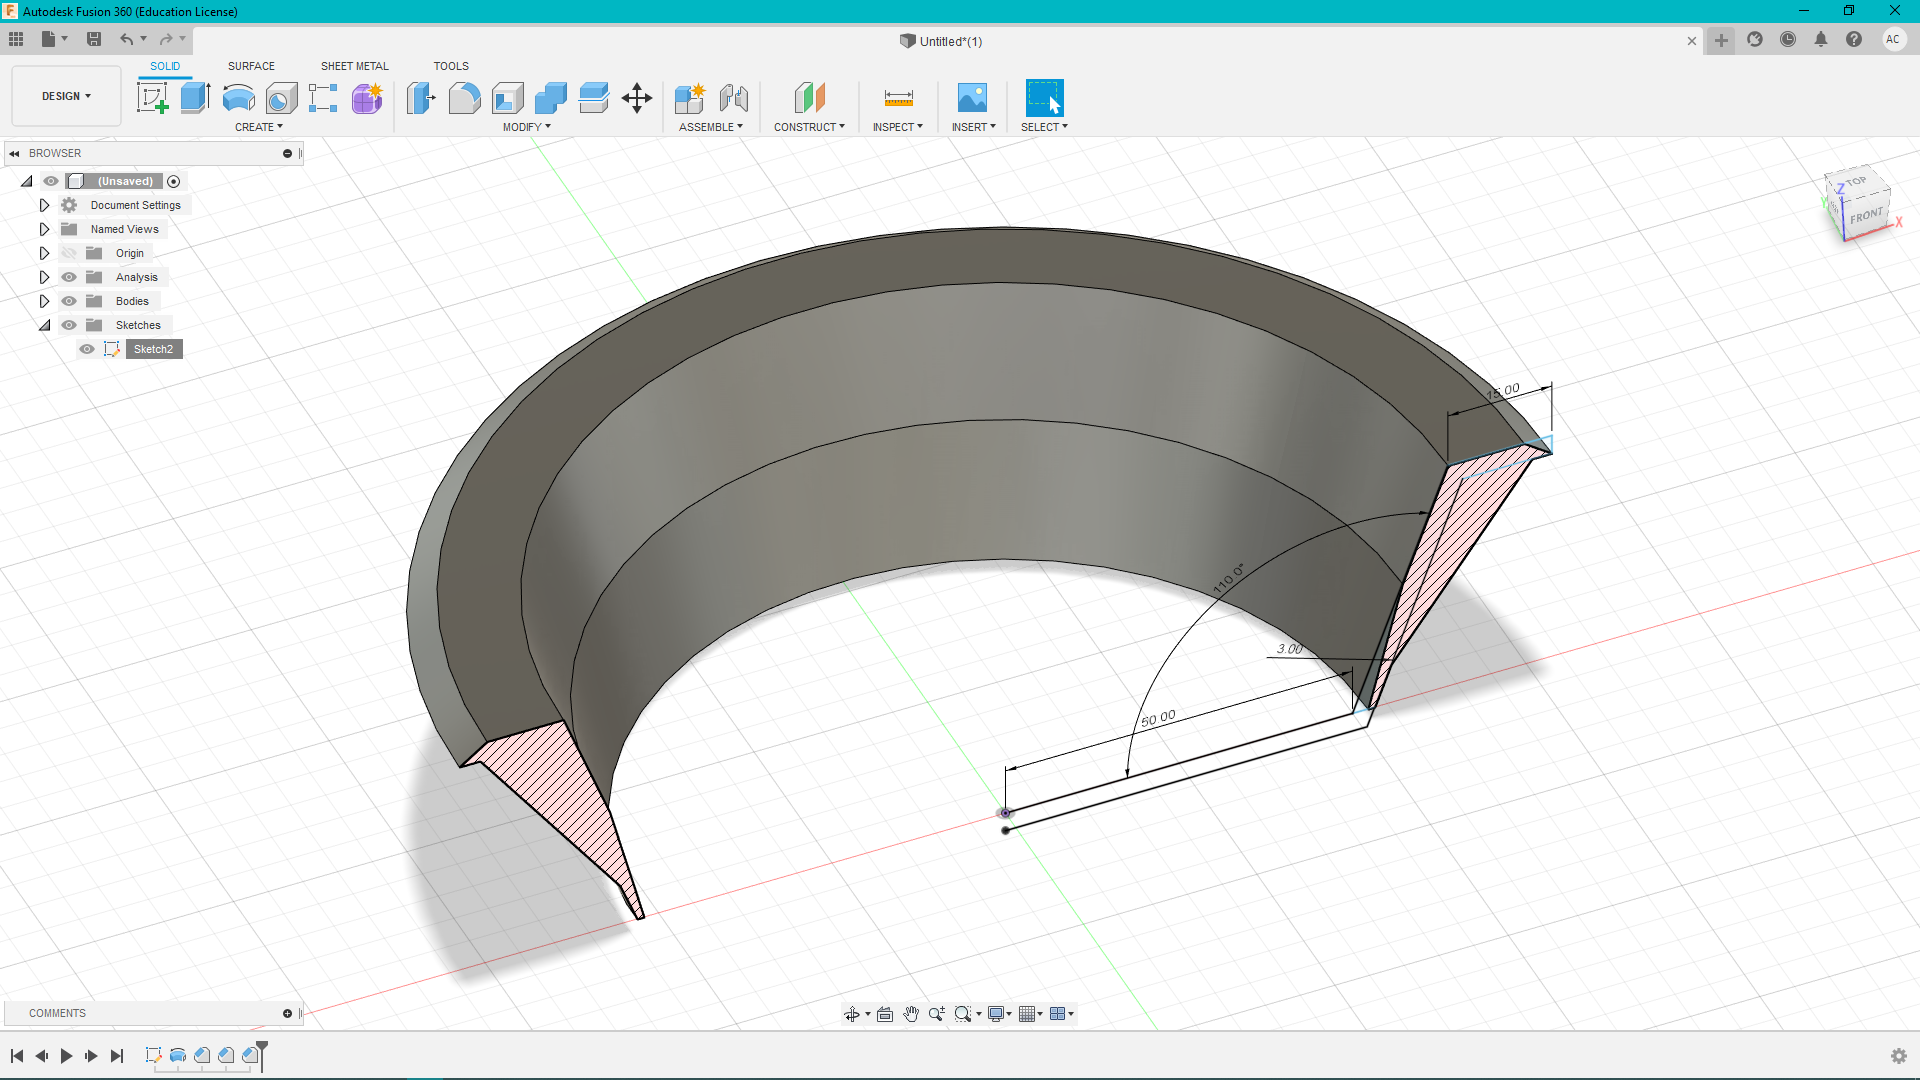 Autodesk Fusion 360 (Education License)
Untitled*(1)
AC
DESIGN
SOLID
SURFACE
SHEET METAL
TOOLS
CREATE
MODIFY
ASSEMBLE
CONSTRUCT
INSPECT
INSERT
SELECT
BROWSER
(Unsaved)
Document Settings
Named Views
Origin
Analysis
Bodies
Sketches
Sketch2
TOP
FRONT
Z
Y
X
15.00
110.0°
3.00
50.00
COMMENTS